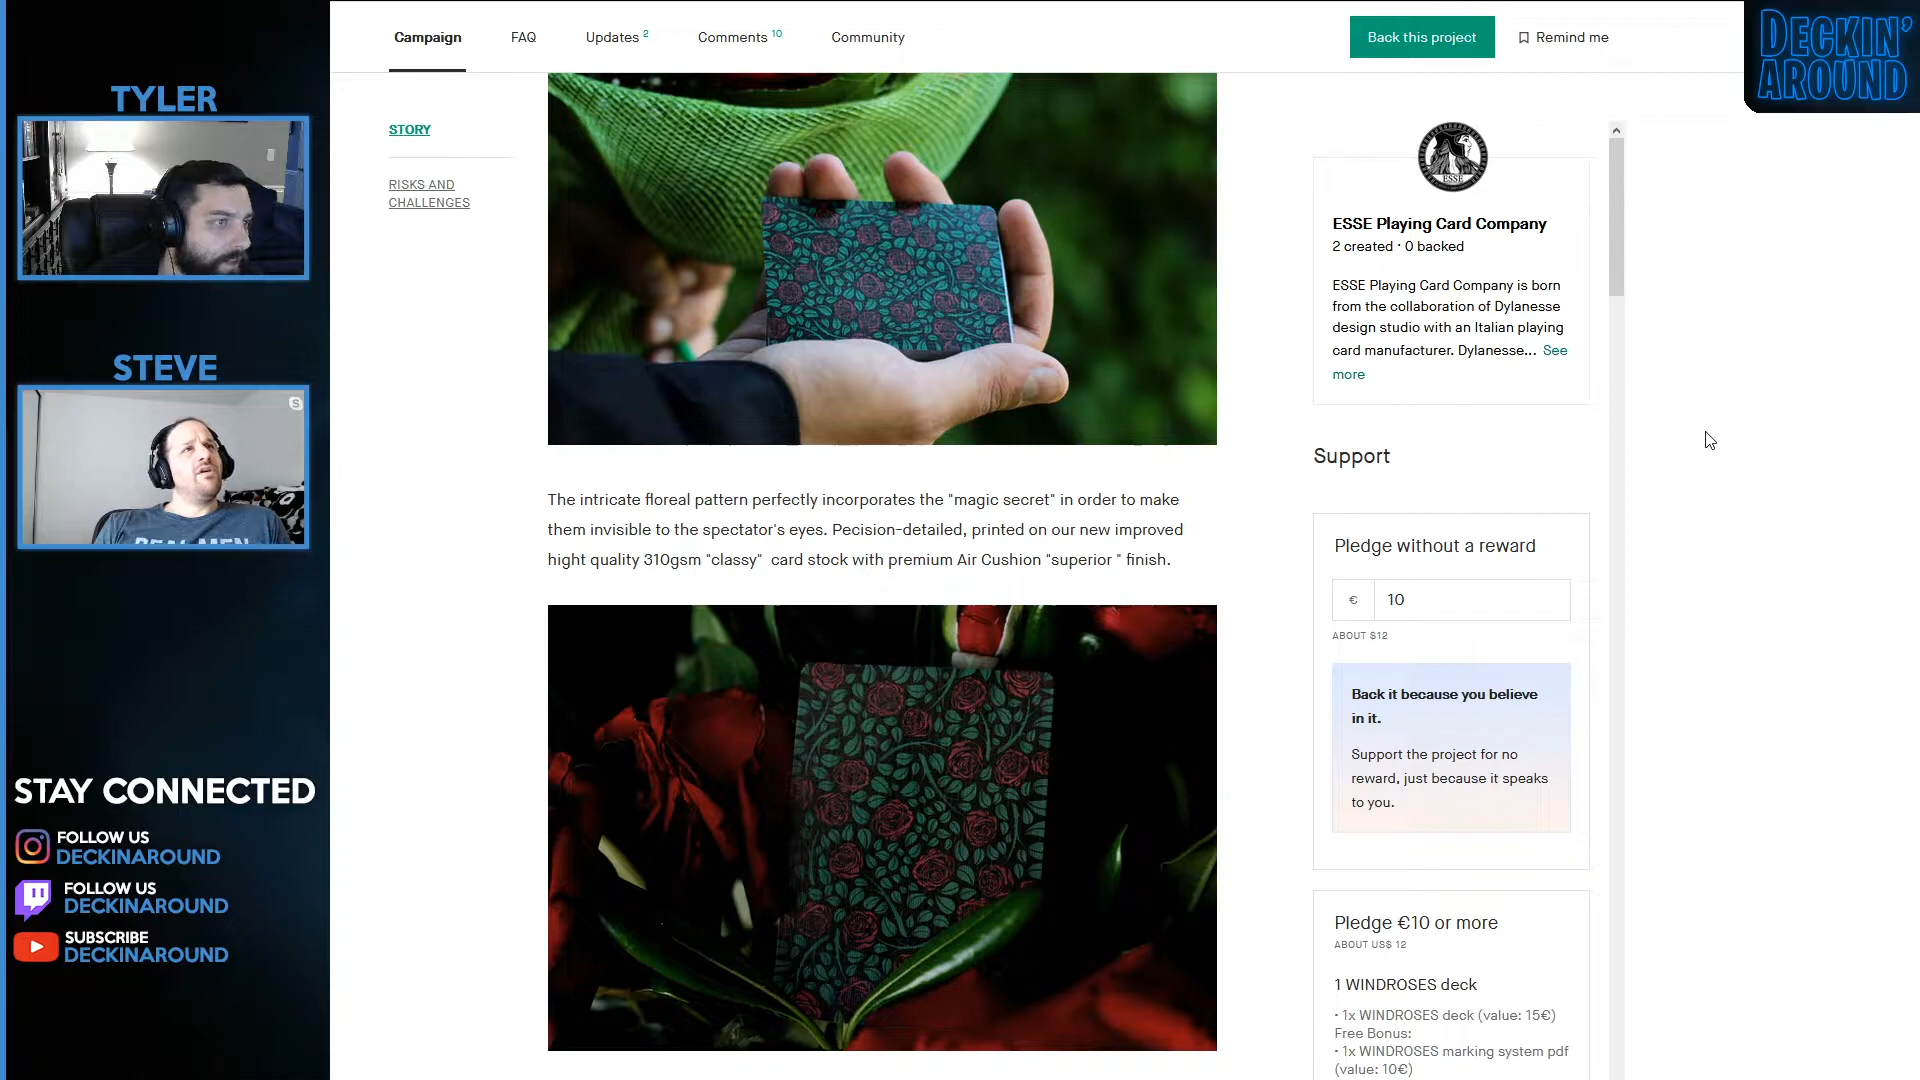 TYLER
STEVE
REAL MEN
STAY CONNECTED
FOLLOW US
DECKINAROUND
FOLLOW US
DECKINAROUND
SUBSCRIBE
DECKINAROUND
Campaign
FAQ
Updates 2
Comments 10
Community
Back this project
Remind me
DECKIN'
AROUND
STORY
RISKS AND
CHALLENGES
The intricate floreal pattern perfectly incorporates the "magic secret" in order to make
them invisible to the spectator's eyes. Pecision-detailed, printed on our new improved
hight quality 310gsm "classy"  card stock with premium Air Cushion "superior " finish.
ESSE
ESSE Playing Card Company
2 created · 0 backed
ESSE Playing Card Company is born
from the collaboration of Dylanesse
design studio with an Italian playing
card manufacturer. Dylanesse... See
more
Support
Pledge without a reward
€ 10
ABOUT $12
Back it because you believe
in it.
Support the project for no
reward, just because it speaks
to you.
Pledge €10 or more
ABOUT US$ 12
1 WINDROSES deck
• 1x WINDROSES deck (value: 15€)
Free Bonus:
• 1x WINDROSES marking system pdf
(value: 10€)